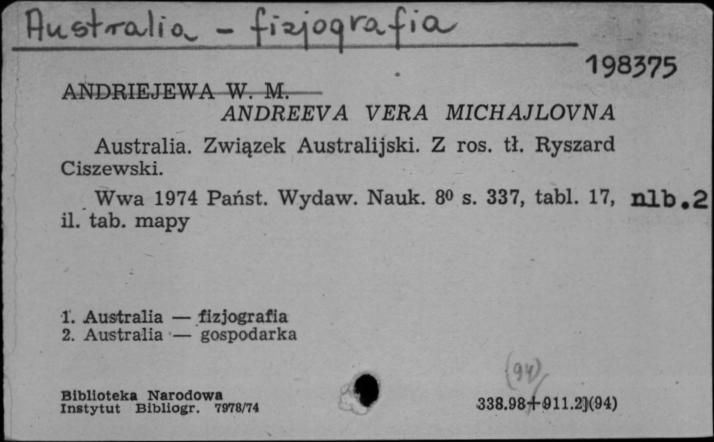 Australia - fizjografia
198375
ANDRIEJEWA W. M.
ANDREEVA VERA MICHAJLOVNA
Australia. Związek Australijski. Z ros. tł. Ryszard
Ciszewski.
Wwa 1974 Państ. Wydaw. Nauk. 8⁰ s. 337, tabl. 17, nlb.2
il. tab. mapy
1. Australia — fizjografia
2. Australia — gospodarka
(94)
Biblioteka Narodowa
Instytut Bibliogr. 7978/74
338.98+911.2](94)